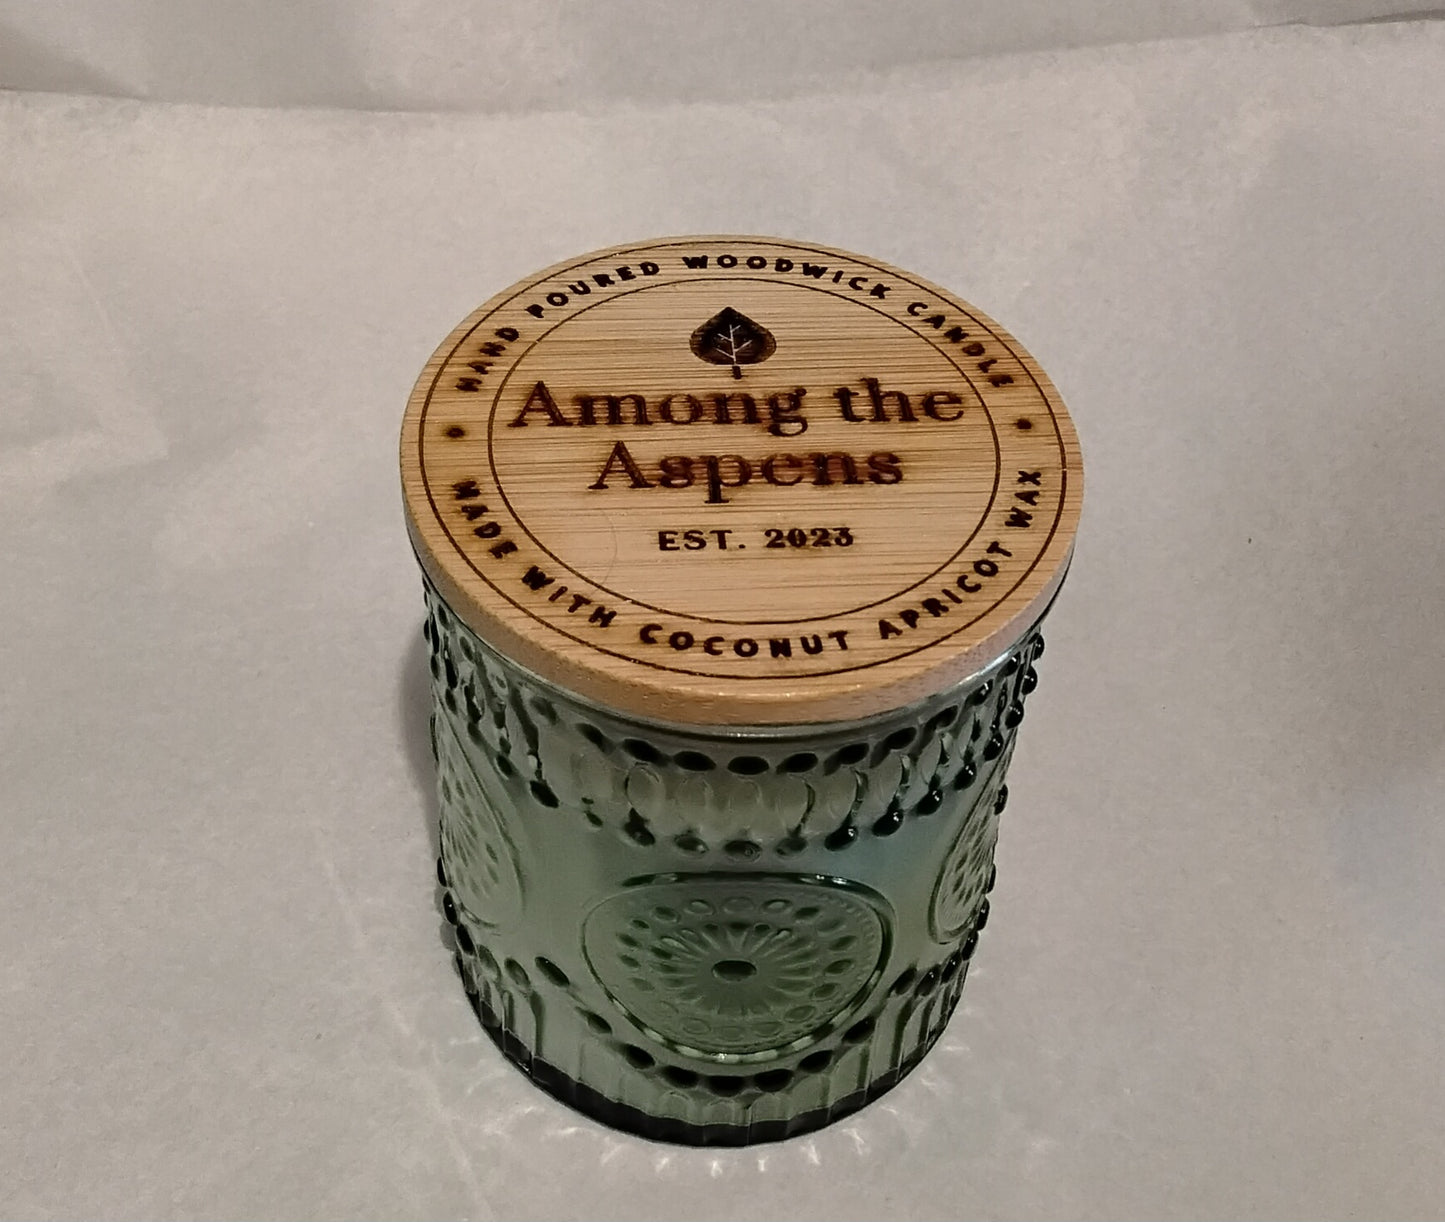 HAND POURED WOODWICK CANDLE
Among the
Aspens
EST. 2023
MADE WITH COCONUT APRICOT WAX